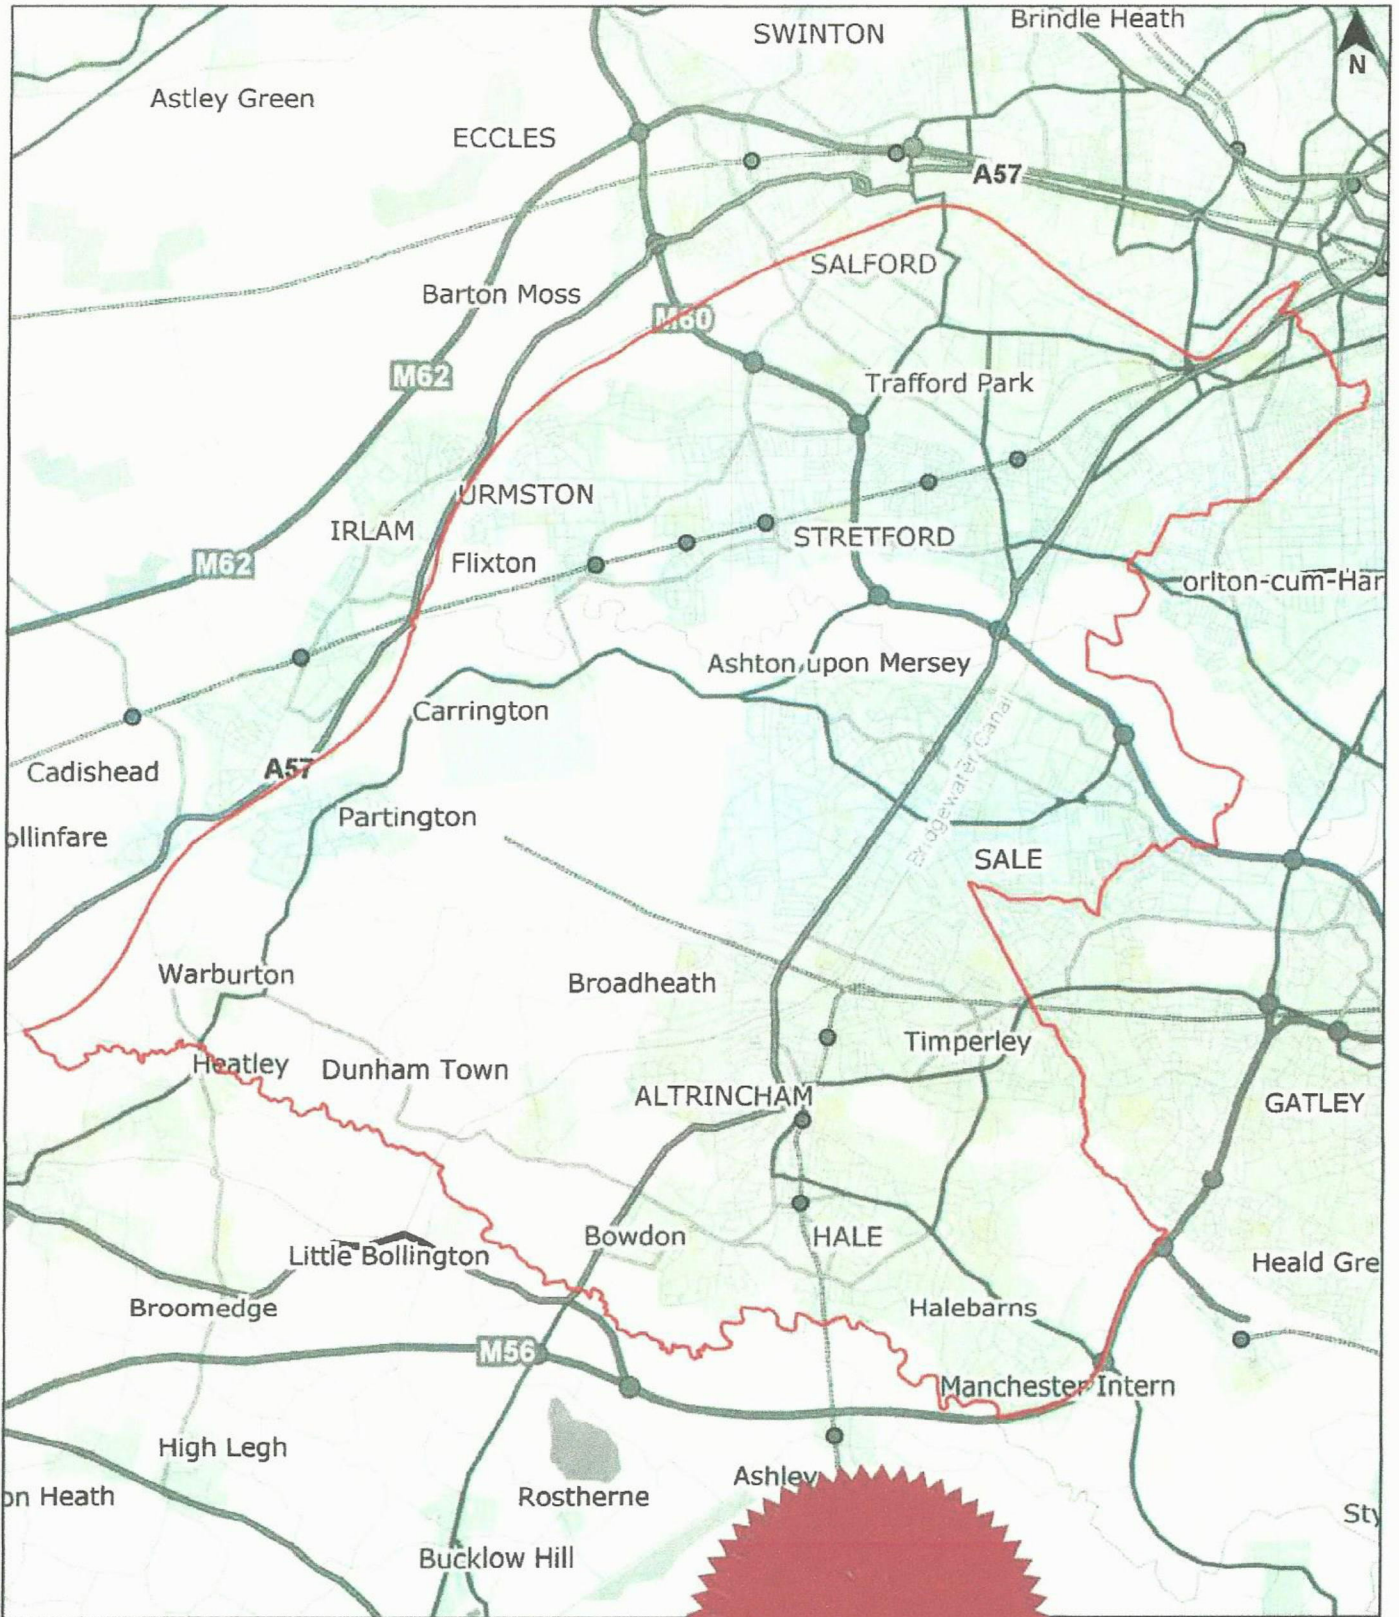 SWINTON
Brindle Heath
N
Astley Green
ECCLES
A57
SALFORD
Barton Moss
M60
M62
Trafford Park
URMSTON
IRLAM
STRETFORD
M62
Flixton
orlton-cum-Har
Ashton upon Mersey
Carrington
Bridgewater Canal
Cadishead
A57
Partington
ollinfare
SALE
Warburton
Broadheath
Timperley
Heatley
Dunham Town
ALTRINCHAM
GATLEY
Bowdon
HALE
Little Bollington
Heald Gre
Broomedge
Halebarns
M56
Manchester Intern
High Legh
Ashley
on Heath
Rostherne
Sty
Bucklow Hill